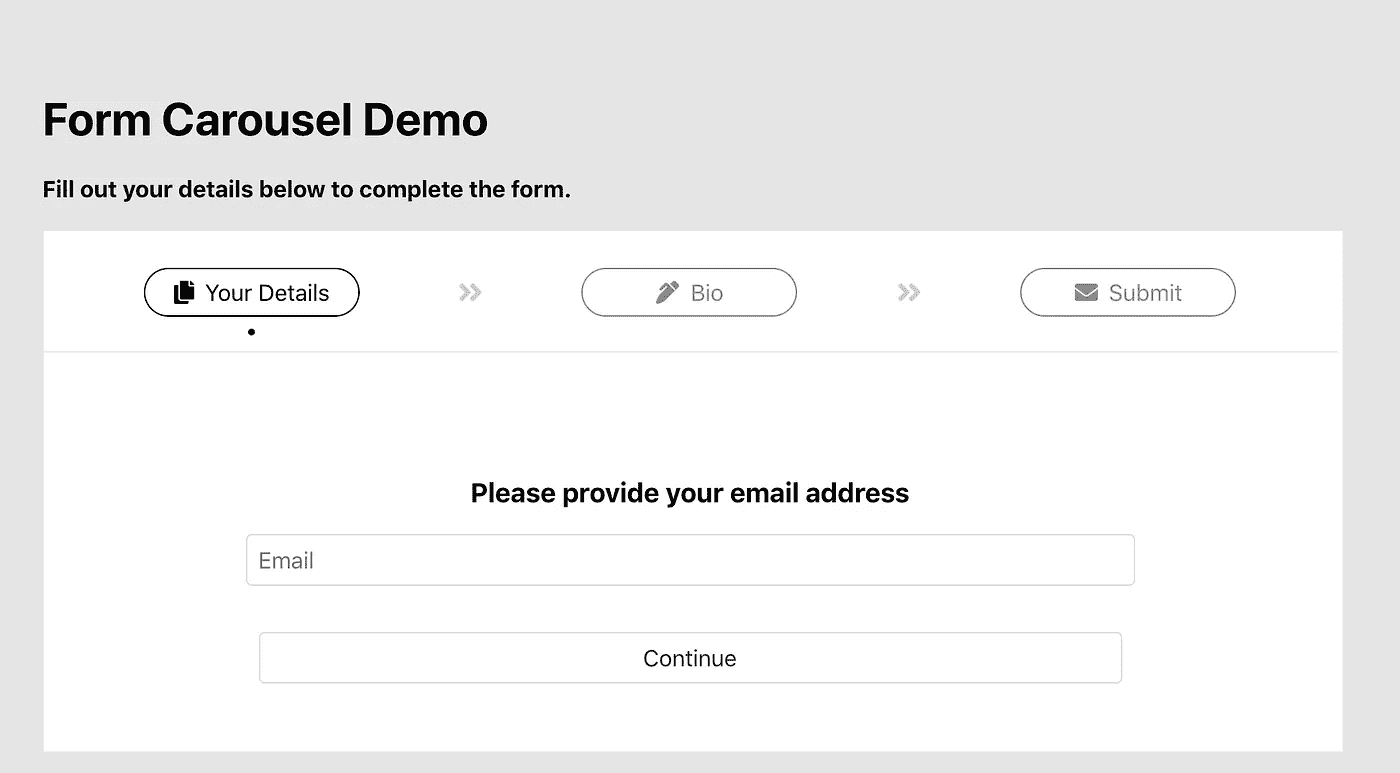 Form Carousel Demo
Fill out your details below to complete the form.
Your Details
Bio
Submit
Please provide your email address
Email
Continue